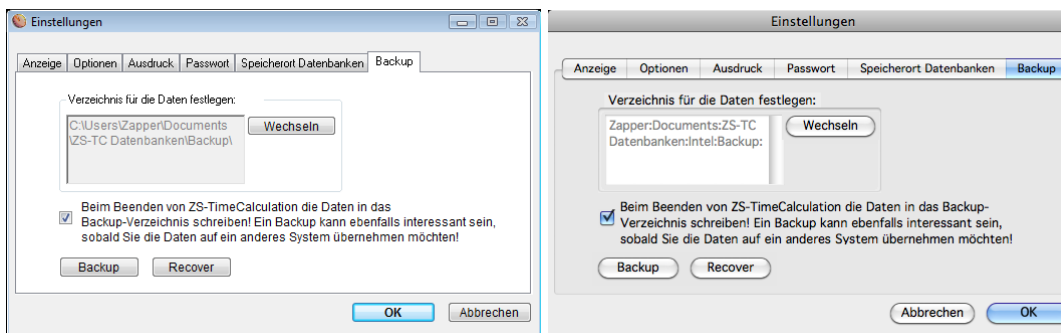 Einstellungen
Anzeige Optionen Ausdruck Passwort Speicherort Datenbanken Backup
Verzeichnis für die Daten festlegen:
C:\Users\Zapper\Documents
\ZS-TC Datenbanken\Backup\
Wechseln
Beim Beenden von ZS-TimeCalculation die Daten in das
Backup-Verzeichnis schreiben! Ein Backup kann ebenfalls interessant sein,
sobald Sie die Daten auf ein anderes System übernehmen möchten!
Backup Recover
OK Abbrechen
Einstellungen
Anzeige Optionen Ausdruck Passwort Speicherort Datenbanken Backup
Verzeichnis für die Daten festlegen:
Zapper:Documents:ZS-TC
Datenbanken:Intel:Backup:
Wechseln
Beim Beenden von ZS-TimeCalculation die Daten in das Backup-
Verzeichnis schreiben! Ein Backup kann ebenfalls interessant sein,
sobald Sie die Daten auf ein anderes System übernehmen möchten!
Backup Recover
Abbrechen OK